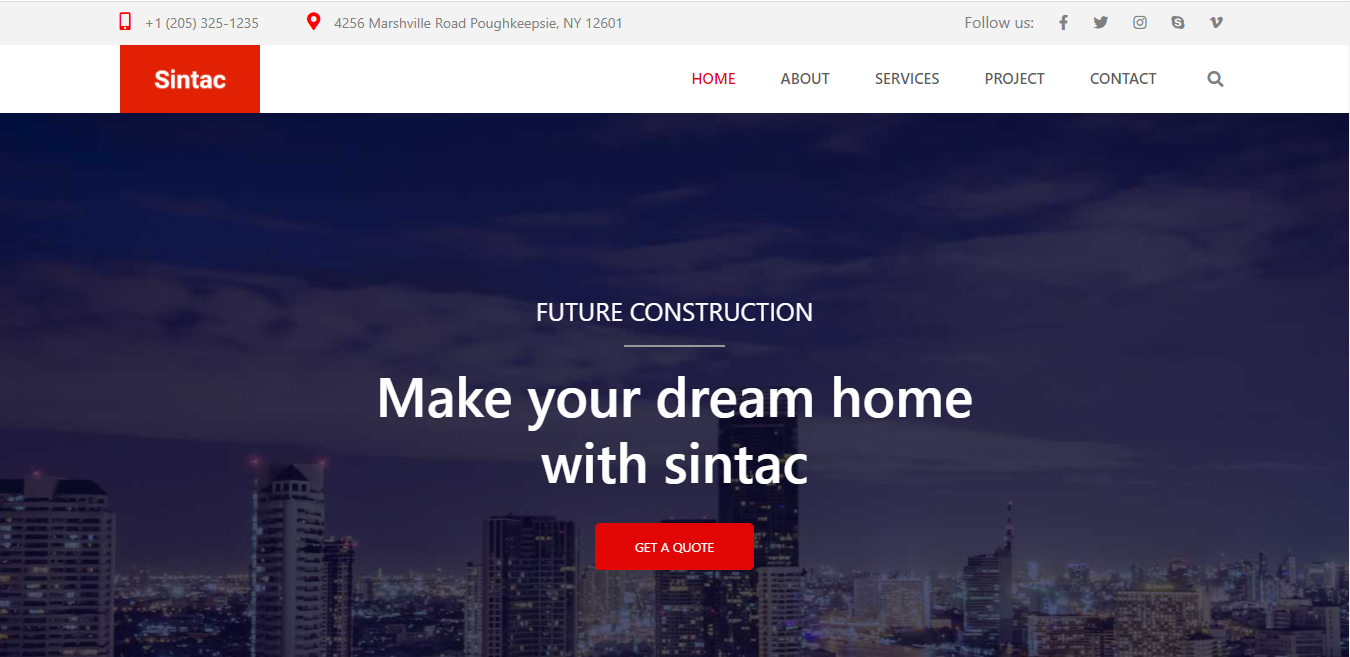 +1 (205) 325-1235
4256 Marshville Road Poughkeepsie, NY 12601
Follow us:
Sintac
HOME
ABOUT
SERVICES
PROJECT
CONTACT
FUTURE CONSTRUCTION
Make your dream home
with sintac
GET A QUOTE